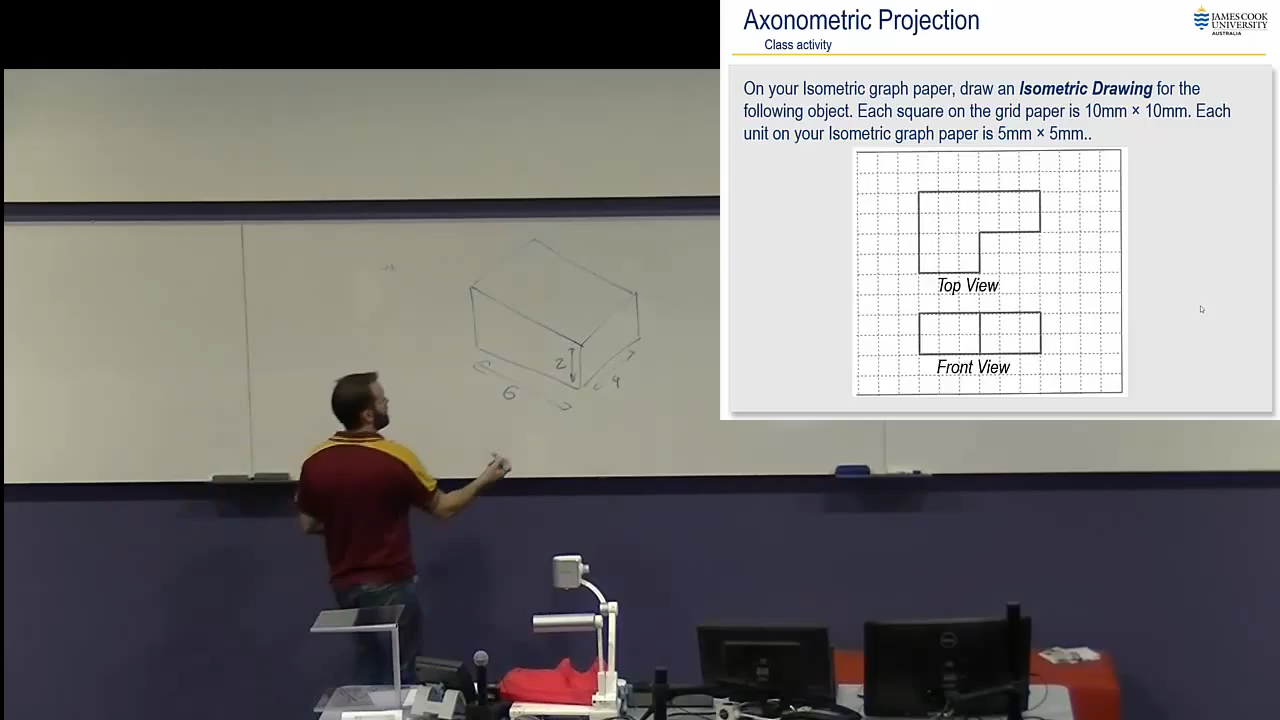 Axonometric Projection
Class activity
JAMES COOK
UNIVERSITY
AUSTRALIA
On your Isometric graph paper, draw an Isometric Drawing for the
following object. Each square on the grid paper is 10mm × 10mm. Each
unit on your Isometric graph paper is 5mm × 5mm..
Top View
Front View
2
6
4